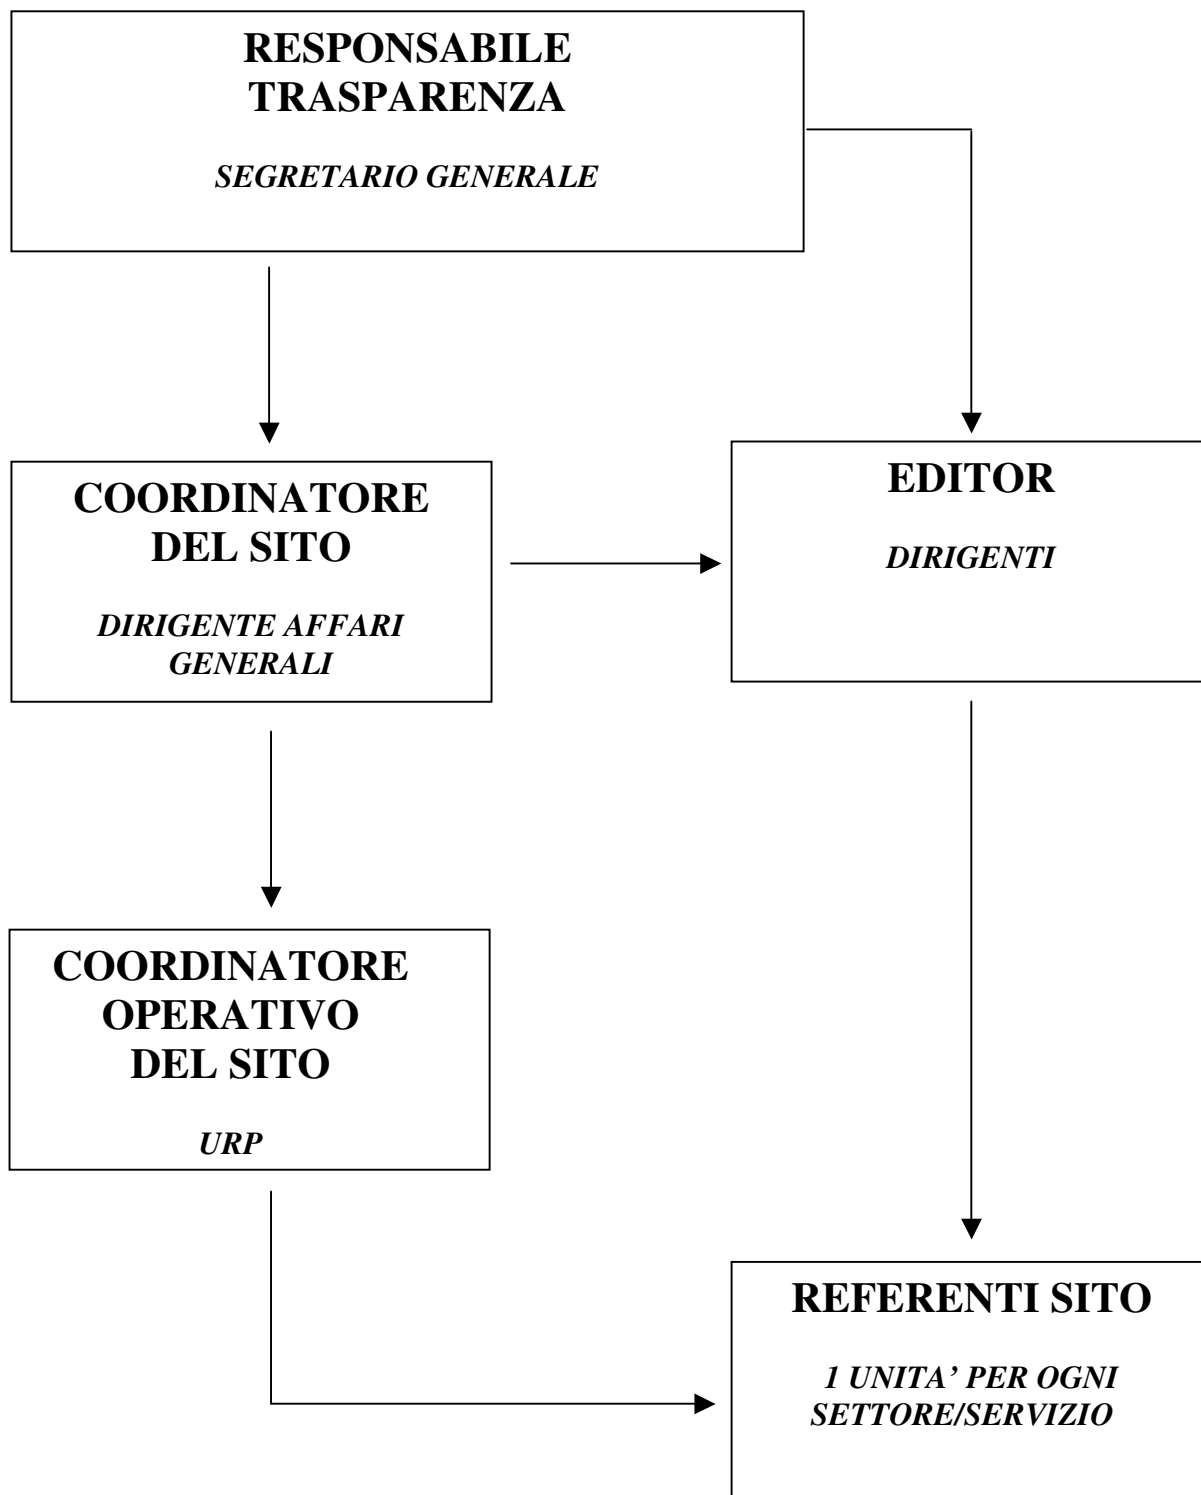 RESPONSABILE
TRASPARENZA
SEGRETARIO GENERALE
COORDINATORE
DEL SITO
DIRIGENTE AFFARI
GENERALI
EDITOR
DIRIGENTI
COORDINATORE
OPERATIVO
DEL SITO
URP
REFERENTI SITO
1 UNITA’ PER OGNI
SETTORE/SERVIZIO